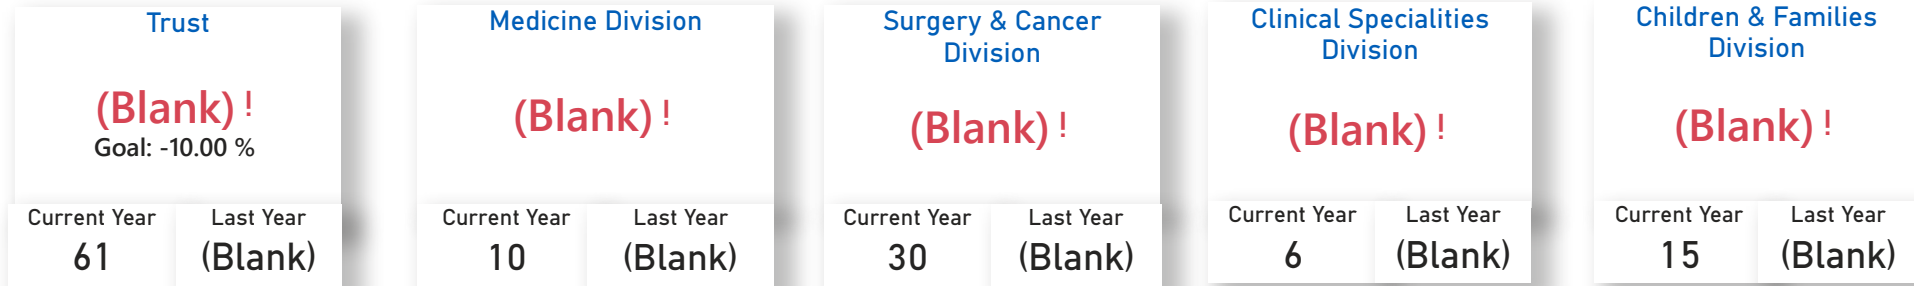 Trust
(Blank) !
Goal: -10.00 %
Current Year Last Year
61 (Blank)
Medicine Division
(Blank) !
Current Year Last Year
10 (Blank)
Surgery & Cancer
Division
(Blank) !
Current Year Last Year
30 (Blank)
Clinical Specialities
Division
(Blank) !
Current Year Last Year
6 (Blank)
Children & Families
Division
(Blank) !
Current Year Last Year
15 (Blank)